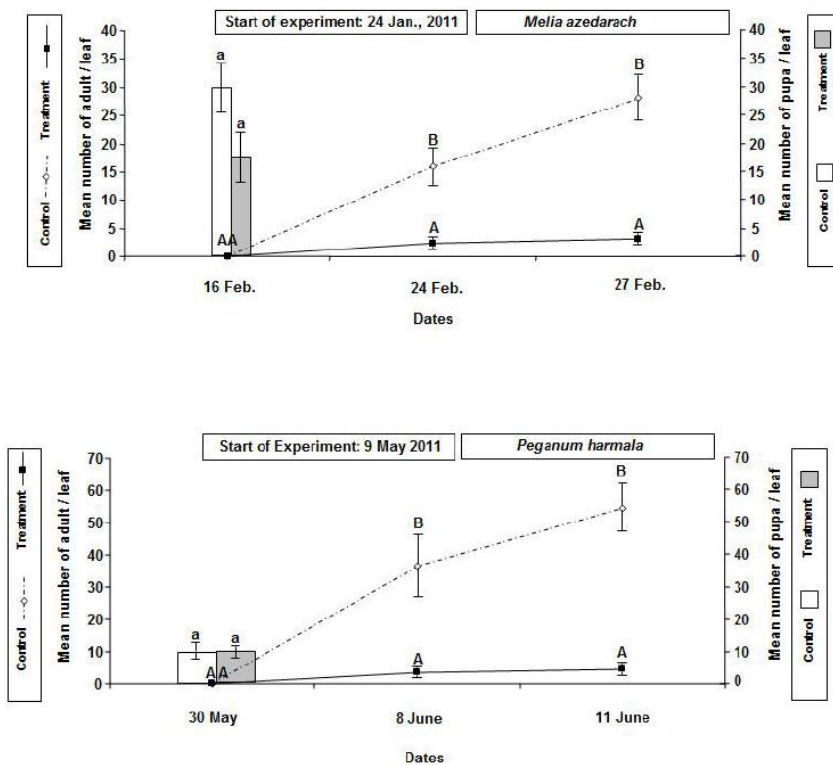 Start of experiment: 24 Jan., 2011
Melia azedarach
Control Treatment
Mean number of adult / leaf
40
35
30
25
20
15
10
5
0
a
a
AA
B
A
B
A
40
35
30
25
20
15
10
5
0
Mean number of pupa / leaf
Control Treatment
16 Feb. 24 Feb. 27 Feb.
Dates
Start of Experiment: 9 May 2011
Peganum harmala
Control Treatment
Mean number of adult / leaf
70
60
50
40
30
20
10
0
a a
A A
B
A
B
A
70
60
50
40
30
20
10
0
Mean number of pupa / leaf
Control Treatment
30 May 8 June 11 June
Dates